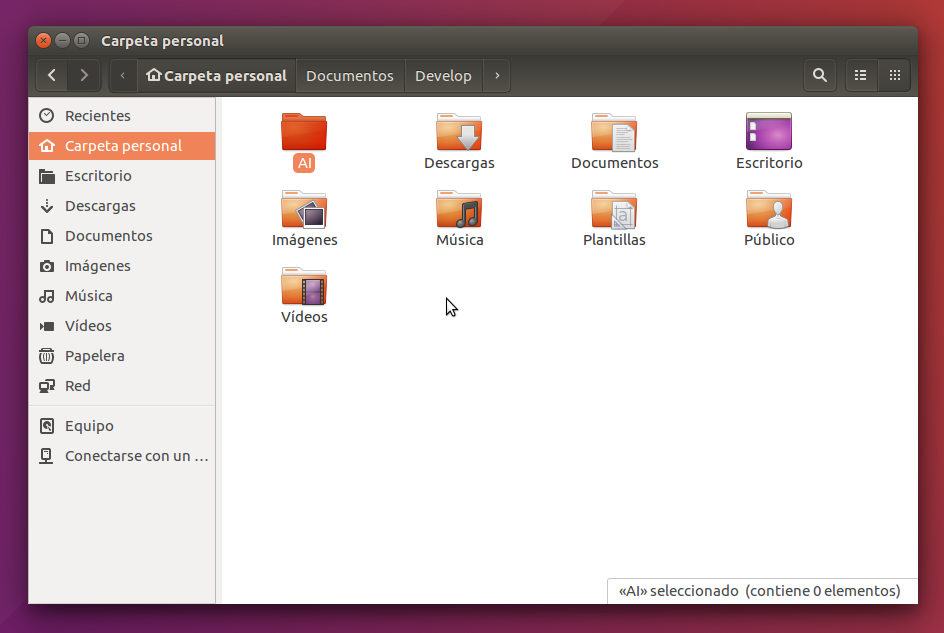 Carpeta personal
Carpeta personal Documentos Develop
Recientes
Carpeta personal
Escritorio
Descargas
Documentos
Imágenes
Música
Vídeos
Papelera
Red
Equipo
Conectarse con un …
AI Descargas Documentos Escritorio
Imágenes Música Plantillas Público
Vídeos
«AI» seleccionado (contiene 0 elementos)